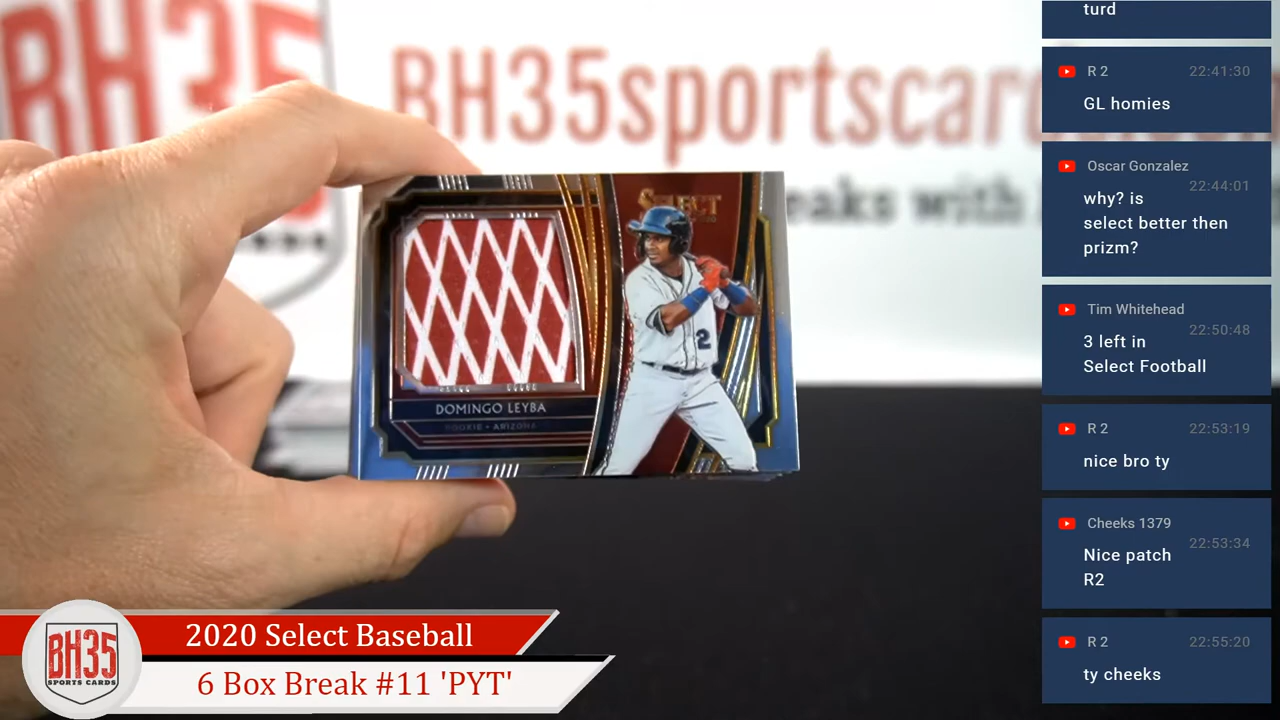 BH35
BH35sportscar
eaks with
SELECT
2
DOMINGO LEYBA
ROOKIE • ARIZONA
BH35
SPORTS CARDS
2020 Select Baseball
6 Box Break #11 'PYT'
turd
R 2 22:41:30
GL homies
Oscar Gonzalez 22:44:01
why? is
select better then
prizm?
Tim Whitehead 22:50:48
3 left in
Select Football
R 2 22:53:19
nice bro ty
Cheeks 1379 22:53:34
Nice patch
R2
R 2 22:55:20
ty cheeks